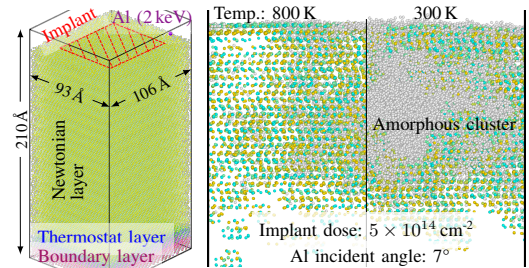 Implant
Al (2 keV)
93 Å
106 Å
210 Å
Newtonian
layer
Thermostat layer
Boundary layer
Temp.: 800 K
300 K
Amorphous cluster
Implant dose: 5 × 10¹⁴ cm⁻²
Al incident angle: 7°